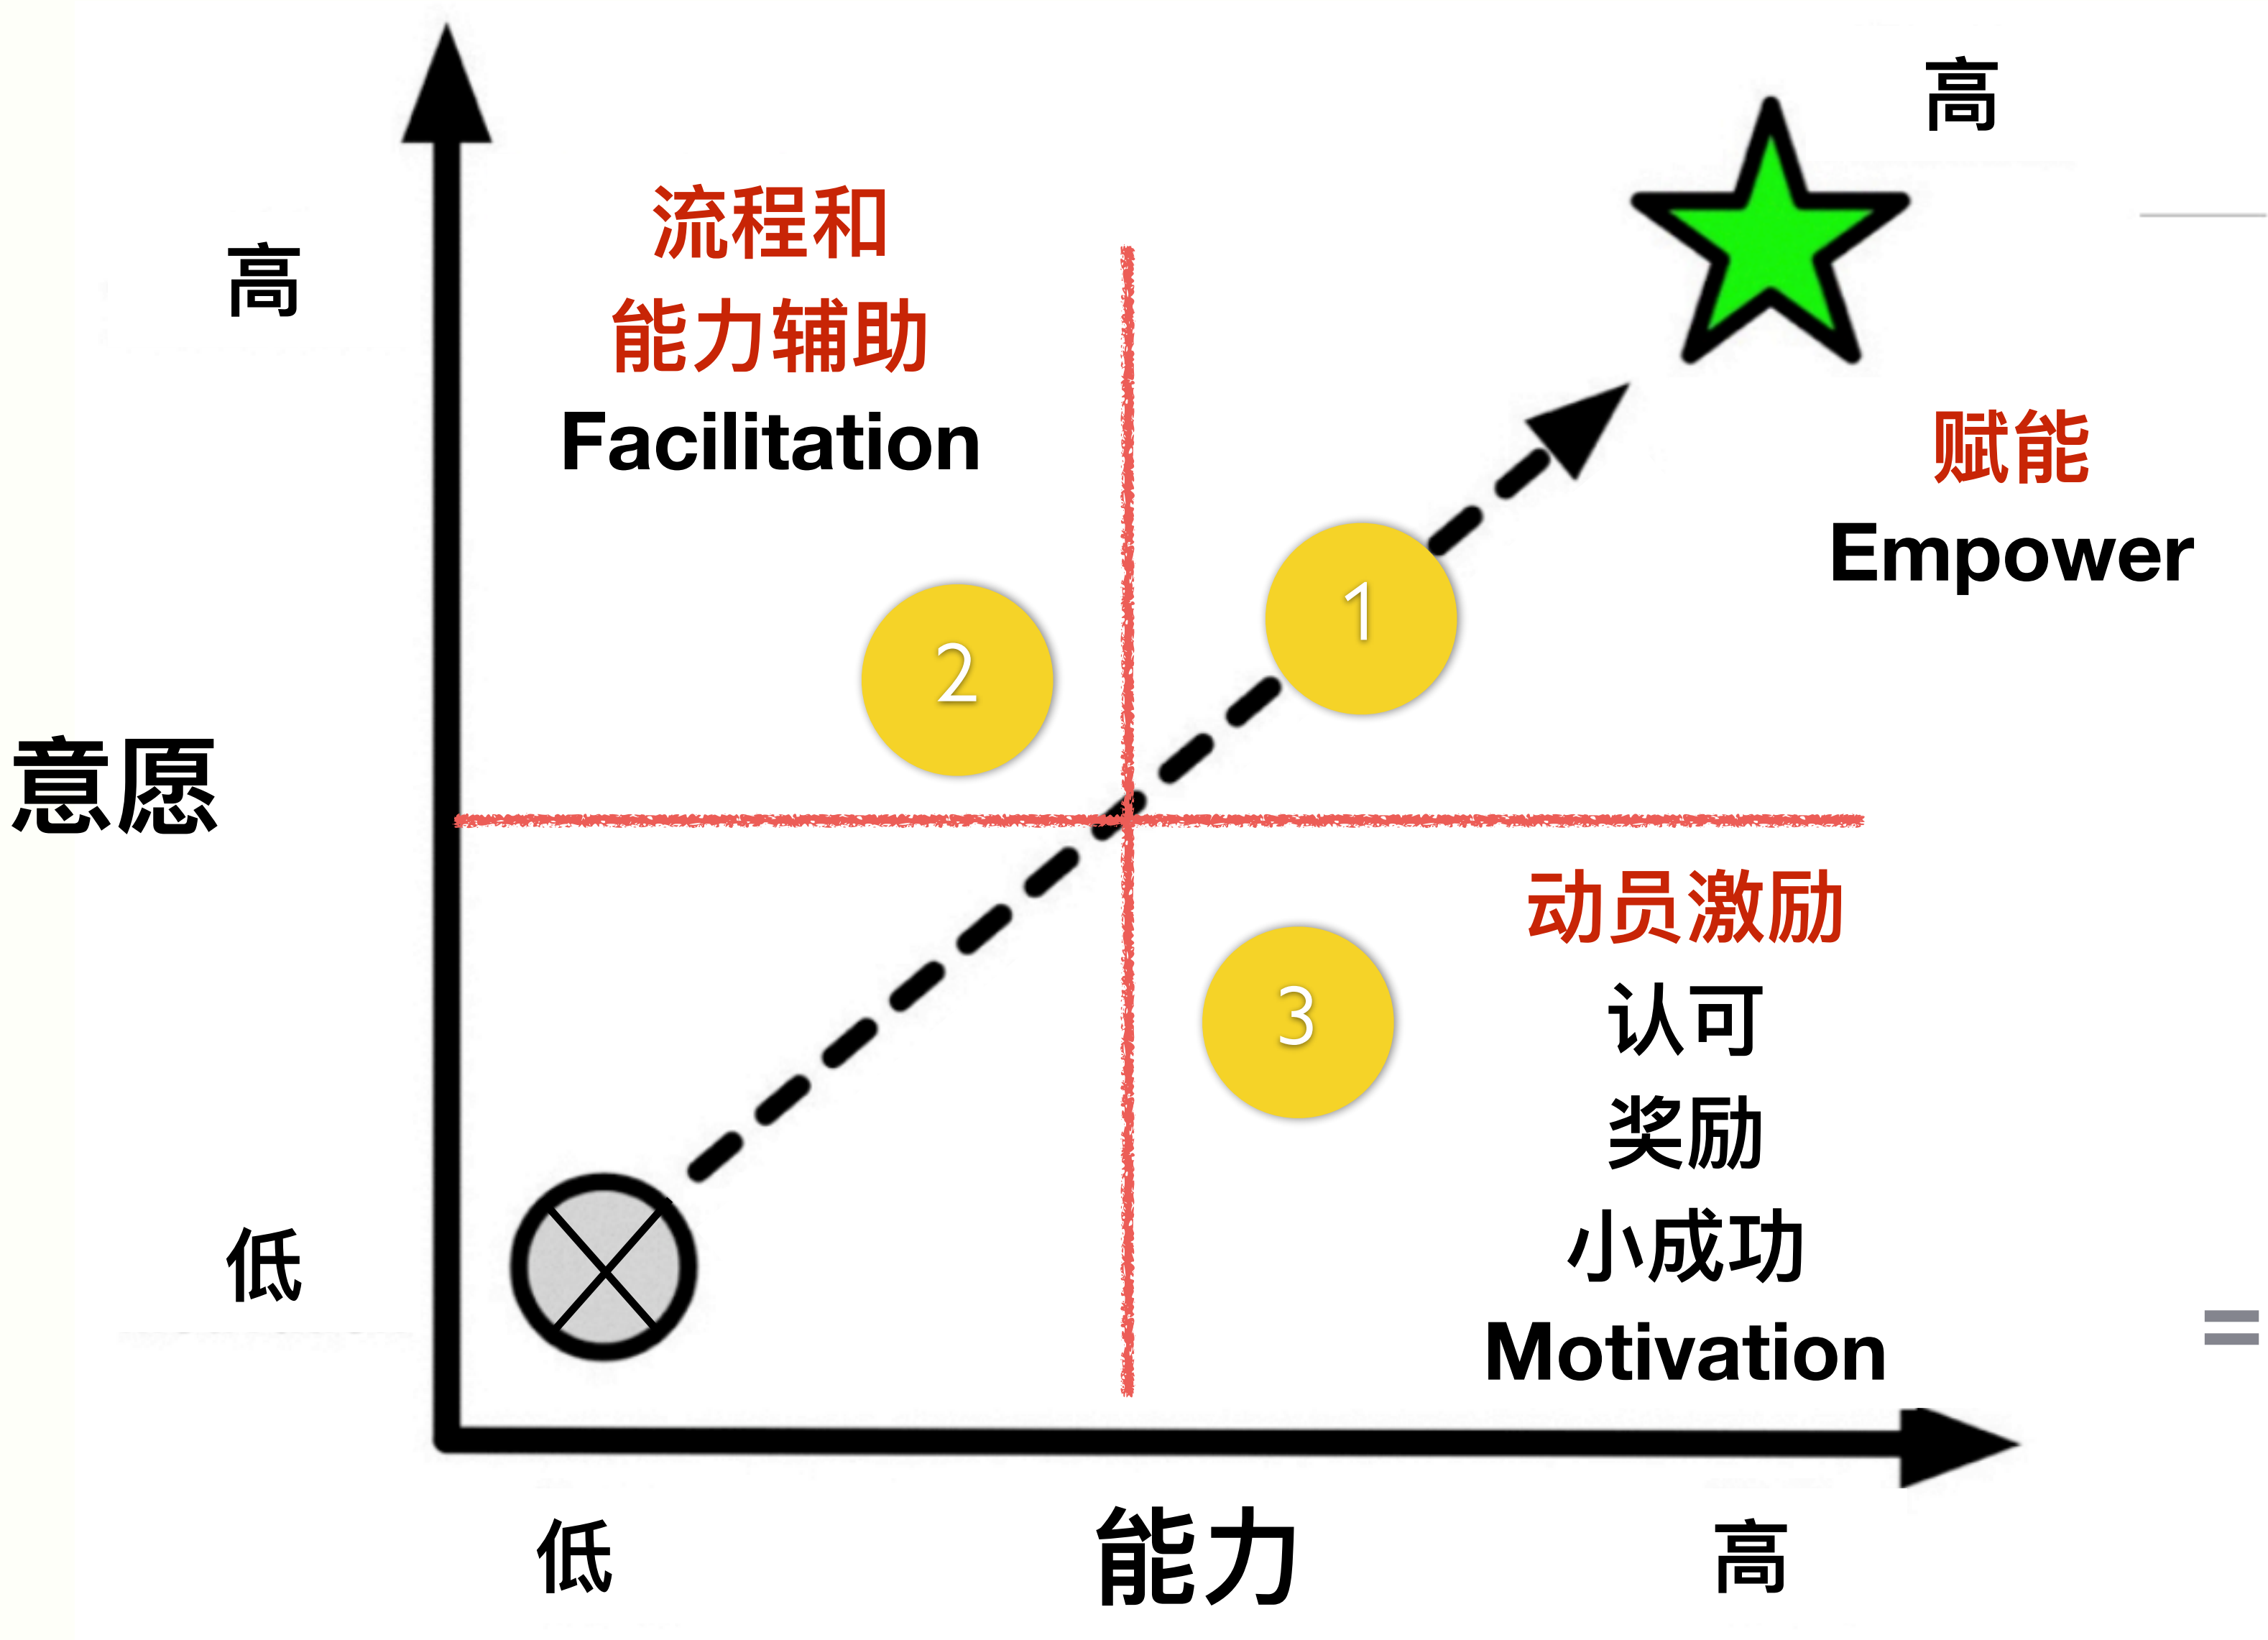 高
高
流程和
能力辅助
Facilitation
赋能
Empower
1
2
意愿
动员激励
认可
奖励
小成功
Motivation
3
低
低
能力
高